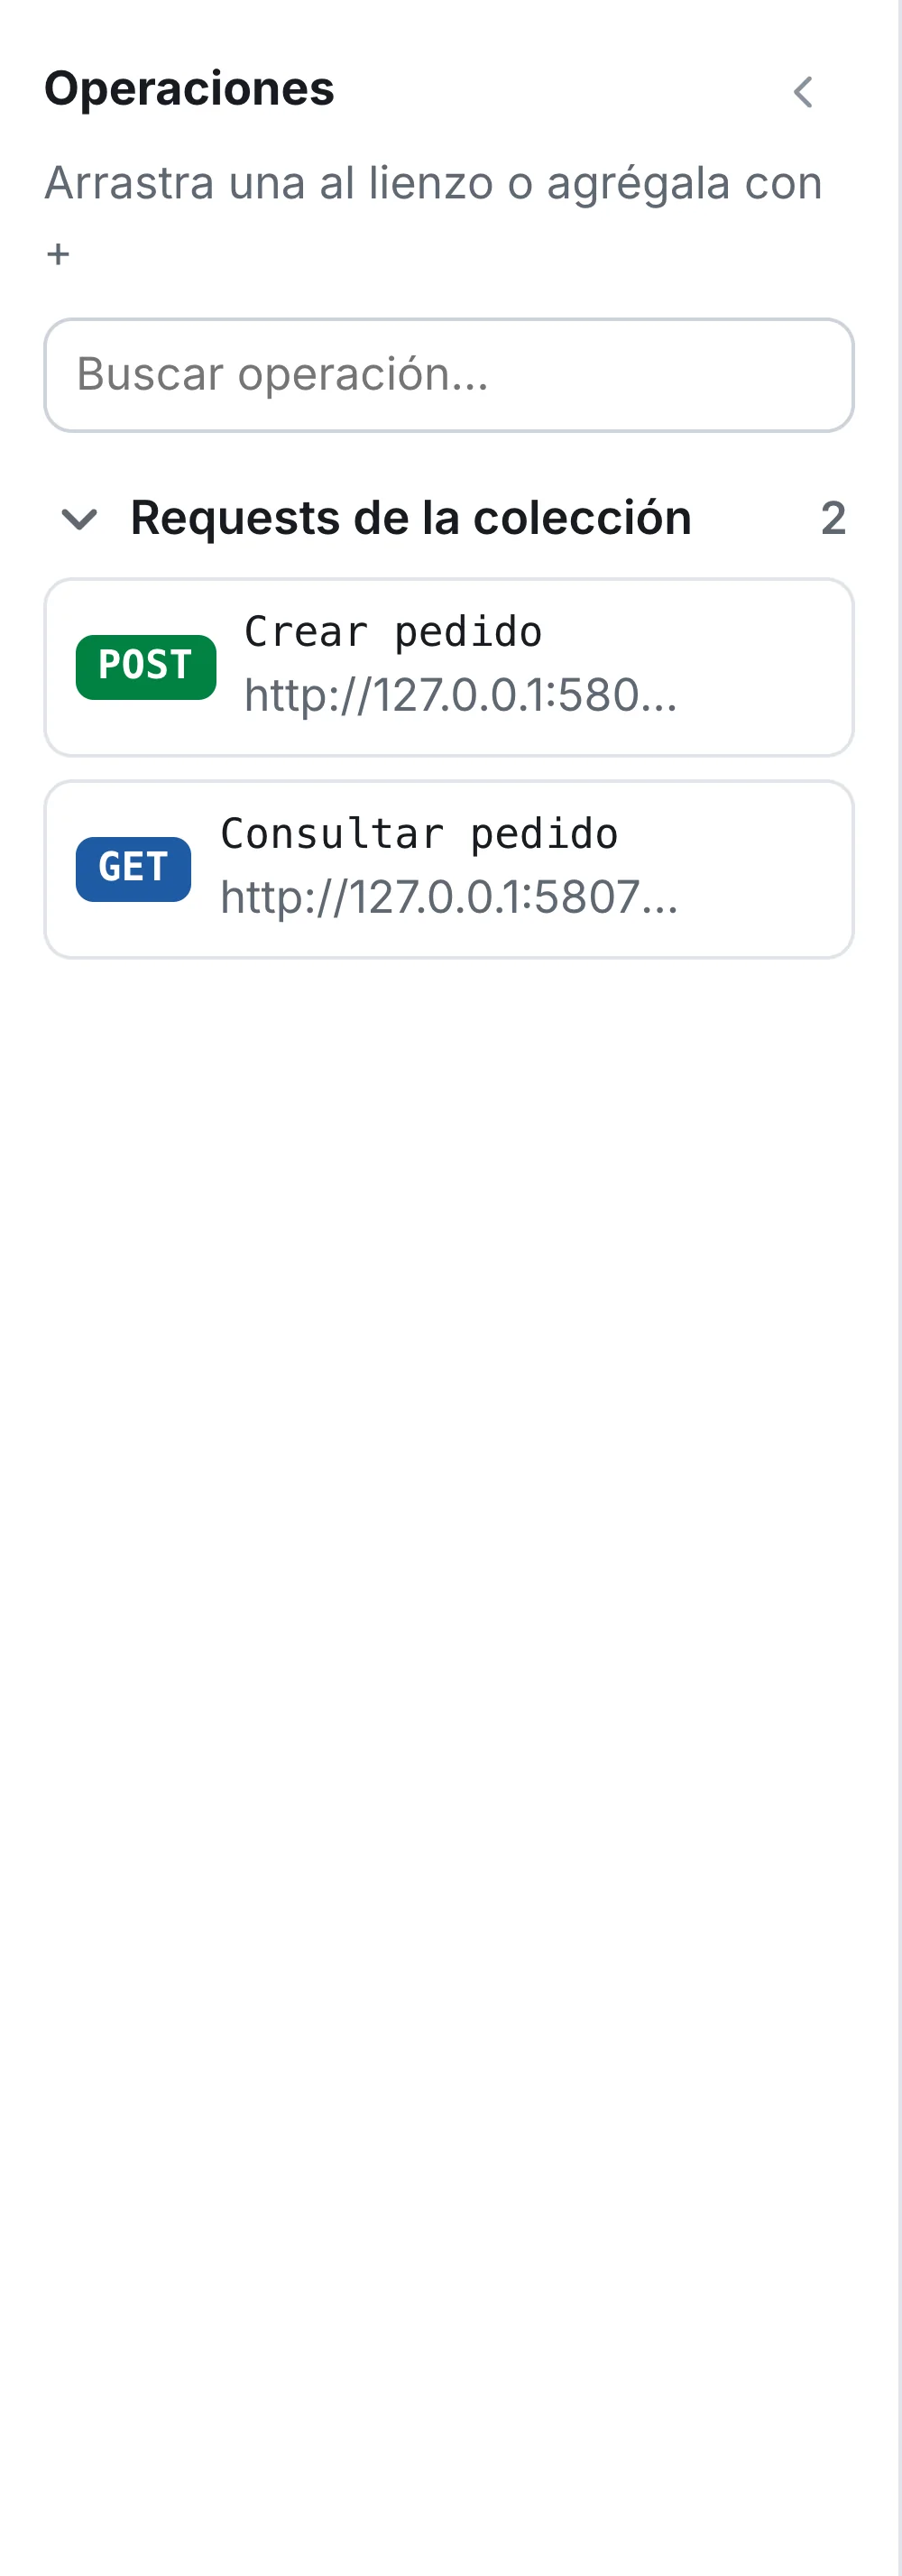 Operaciones
Arrastra una al lienzo o agrégala con
+
Buscar operación...
Requests de la colección 2
POST Crear pedido
http://127.0.0.1:580...
GET Consultar pedido
http://127.0.0.1:5807...